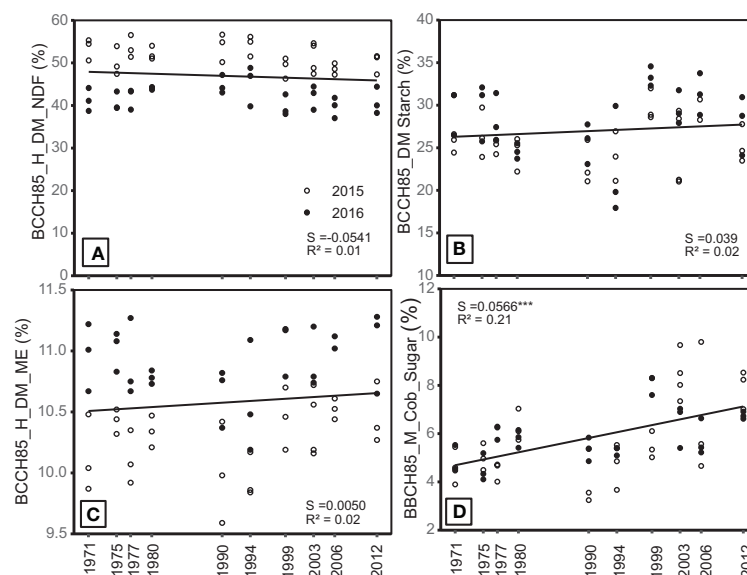 60
50
40
30
20
10
0
BCCH85_H_DM_NDF (%)
2015
2016
S =-0.0541
R² = 0.01
A
40
35
30
25
20
15
10
BCCH85_DM Starch (%)
S =0.039
R² = 0.02
B
11.5
11.0
10.5
10.0
9.5
BCCH85_H_DM_ME (%)
S=0.0050
R² = 0.02
C
1971
1975
1977
1980
1990
1994
1999
2003
2006
2012
12
10
8
6
4
2
BBCH85_M_Cob_Sugar (%)
S=0.0566***
R² = 0.21
D
1971
1975
1977
1980
1990
1994
1999
2003
2006
2012